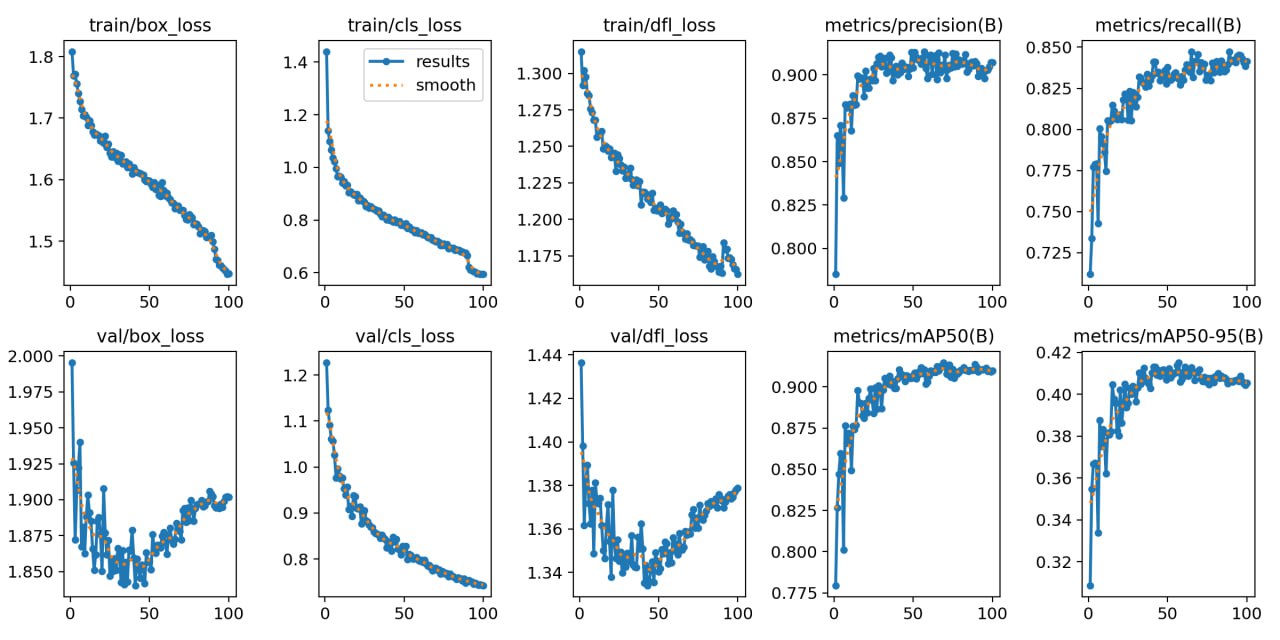 train/box_loss
1.8
1.7
1.6
1.5
0 50 100
train/cls_loss
results
smooth
1.4
1.2
1.0
0.8
0.6
0 50 100
train/dfl_loss
1.300
1.275
1.250
1.225
1.200
1.175
0 50 100
metrics/precision(B)
0.900
0.875
0.850
0.825
0.800
0 50 100
metrics/recall(B)
0.850
0.825
0.800
0.775
0.750
0.725
0 50 100
val/box_loss
2.000
1.975
1.950
1.925
1.900
1.875
1.850
0 50 100
val/cls_loss
1.2
1.1
1.0
0.9
0.8
0 50 100
val/dfl_loss
1.44
1.42
1.40
1.38
1.36
1.34
0 50 100
metrics/mAP50(B)
0.900
0.875
0.850
0.825
0.800
0.775
0 50 100
metrics/mAP50-95(B)
0.42
0.40
0.38
0.36
0.34
0.32
0 50 100